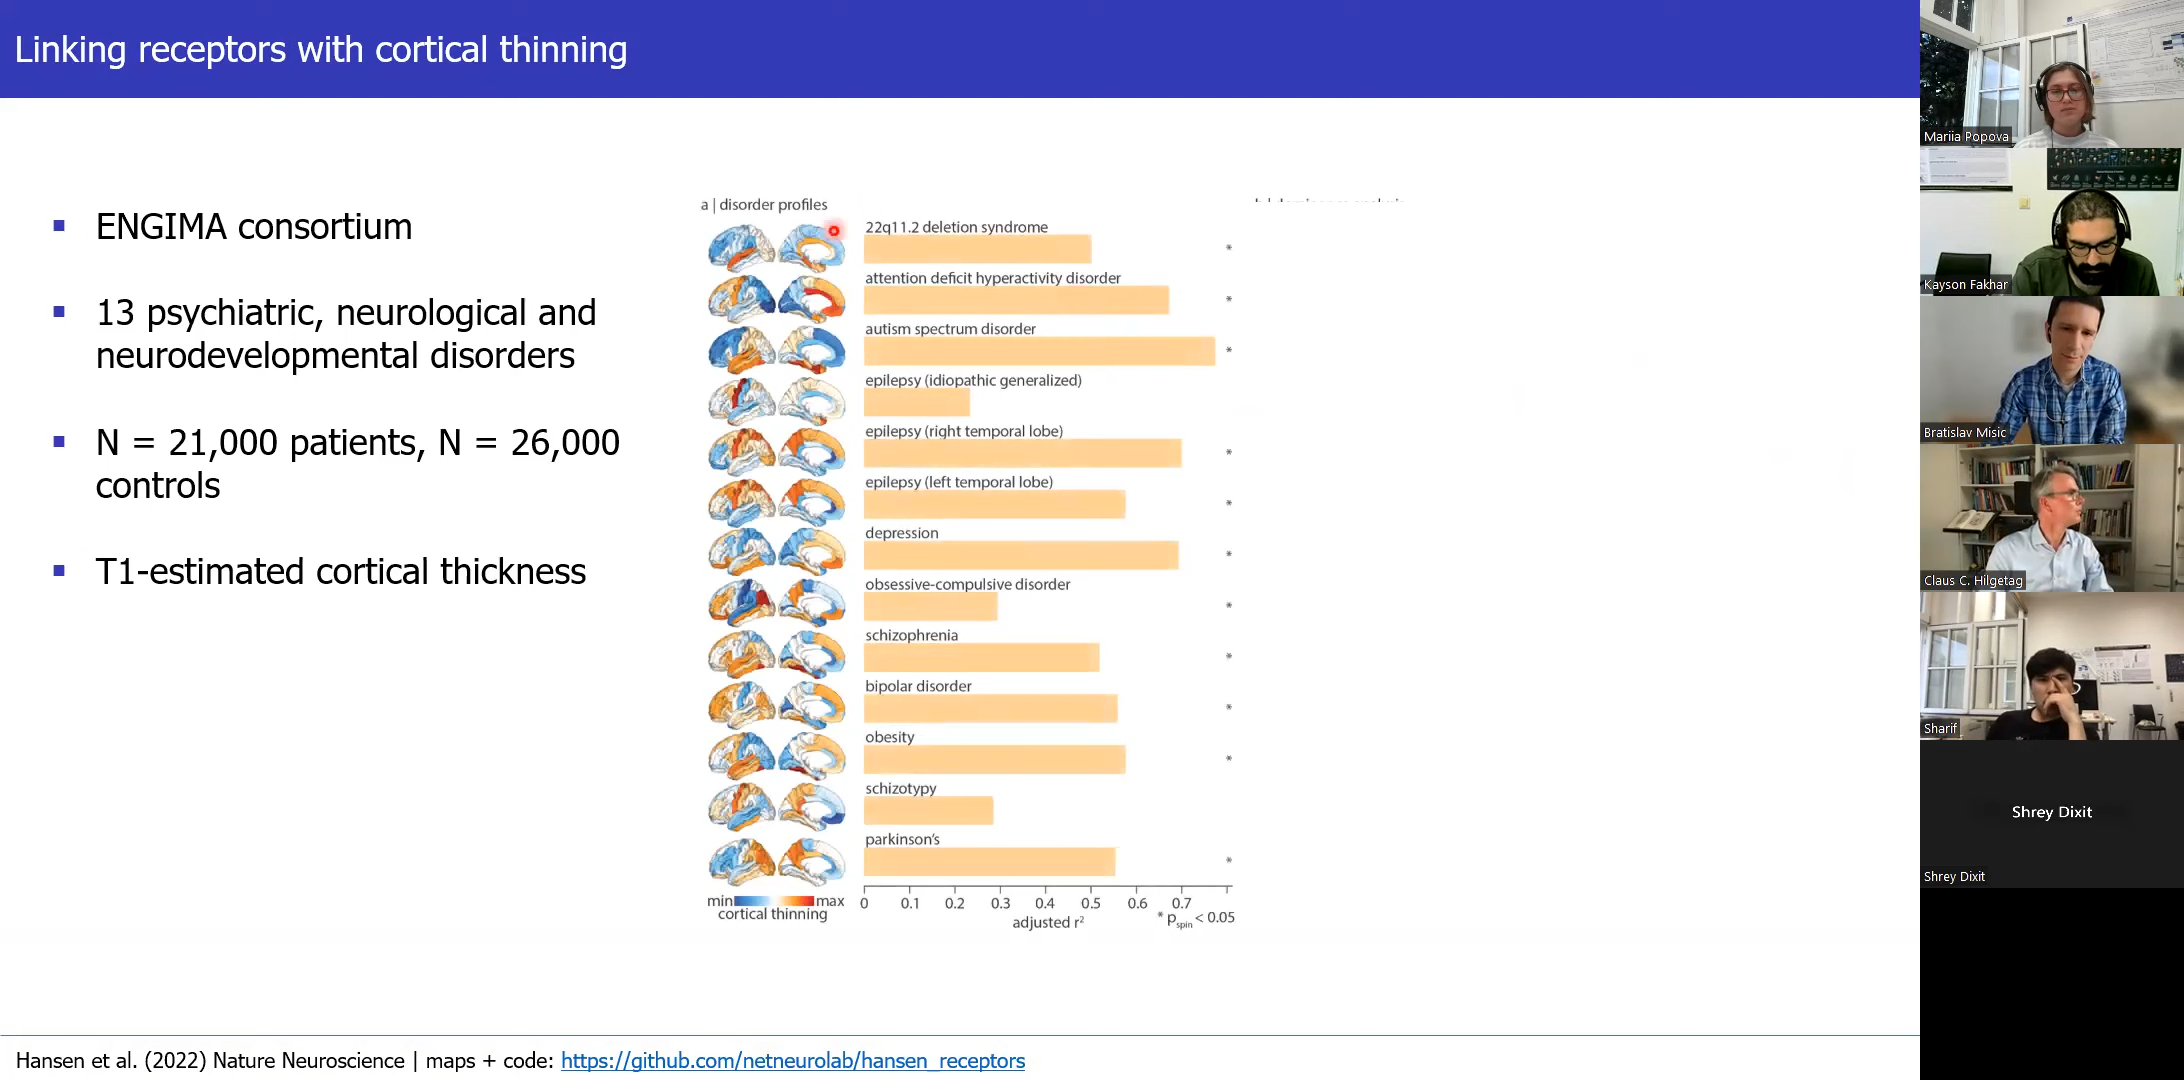 Linking receptors with cortical thinning
ENGIMA consortium
13 psychiatric, neurological and
neurodevelopmental disorders
N = 21,000 patients, N = 26,000
controls
T1-estimated cortical thickness
a | disorder profiles
22q11.2 deletion syndrome
*
attention deficit hyperactivity disorder
*
autism spectrum disorder
*
epilepsy (idiopathic generalized)
epilepsy (right temporal lobe)
*
epilepsy (left temporal lobe)
*
depression
*
obsessive-compulsive disorder
*
schizophrenia
*
bipolar disorder
*
obesity
*
schizotypy
parkinson's
*
min max
cortical thinning
0 0.1 0.2 0.3 0.4 0.5 0.6 0.7
adjusted r²
* pspin < 0.05
Hansen et al. (2022) Nature Neuroscience | maps + code: https://github.com/netneurolab/hansen_receptors
Mariia Popova
Kayson Fakhar
Bratislav Misic
Claus C. Hilgetag
Sharif
Shrey Dixit
Shrey Dixit